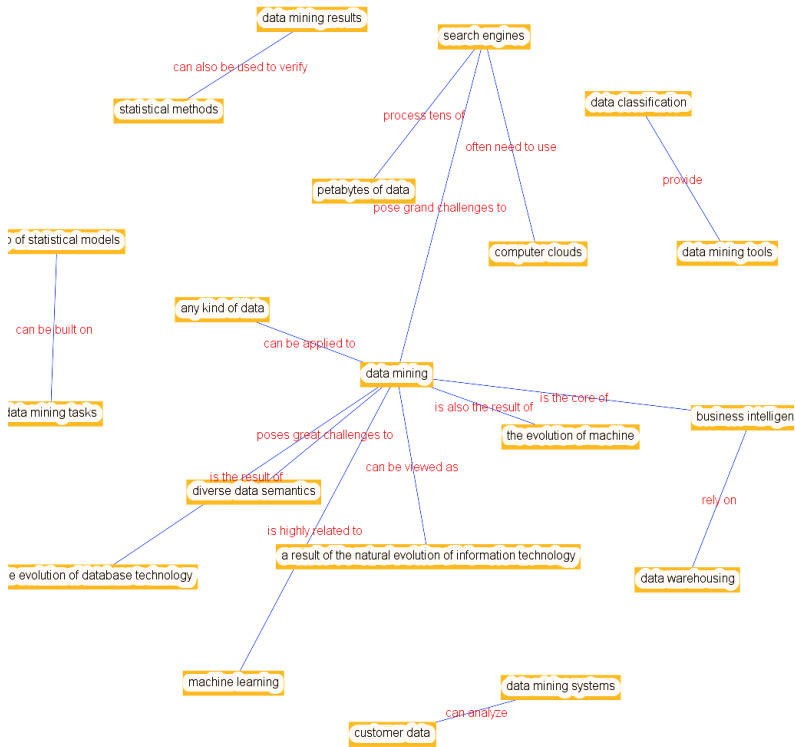 data mining results
search engines
can also be used to verify
data classification
statistical methods
process tens of
often need to use
provide
petabytes of data
pose grand challenges to
of statistical models
computer clouds
data mining tools
any kind of data
can be built on
can be applied to
data mining
is the core of
is also the result of
data mining tasks
business intelligen
the evolution of machine
poses great challenges to
can be viewed as
is the result of
diverse data semantics
rely on
is highly related to
a result of the natural evolution of information technology
e evolution of database technology
data warehousing
machine learning
data mining systems
can analyze
customer data